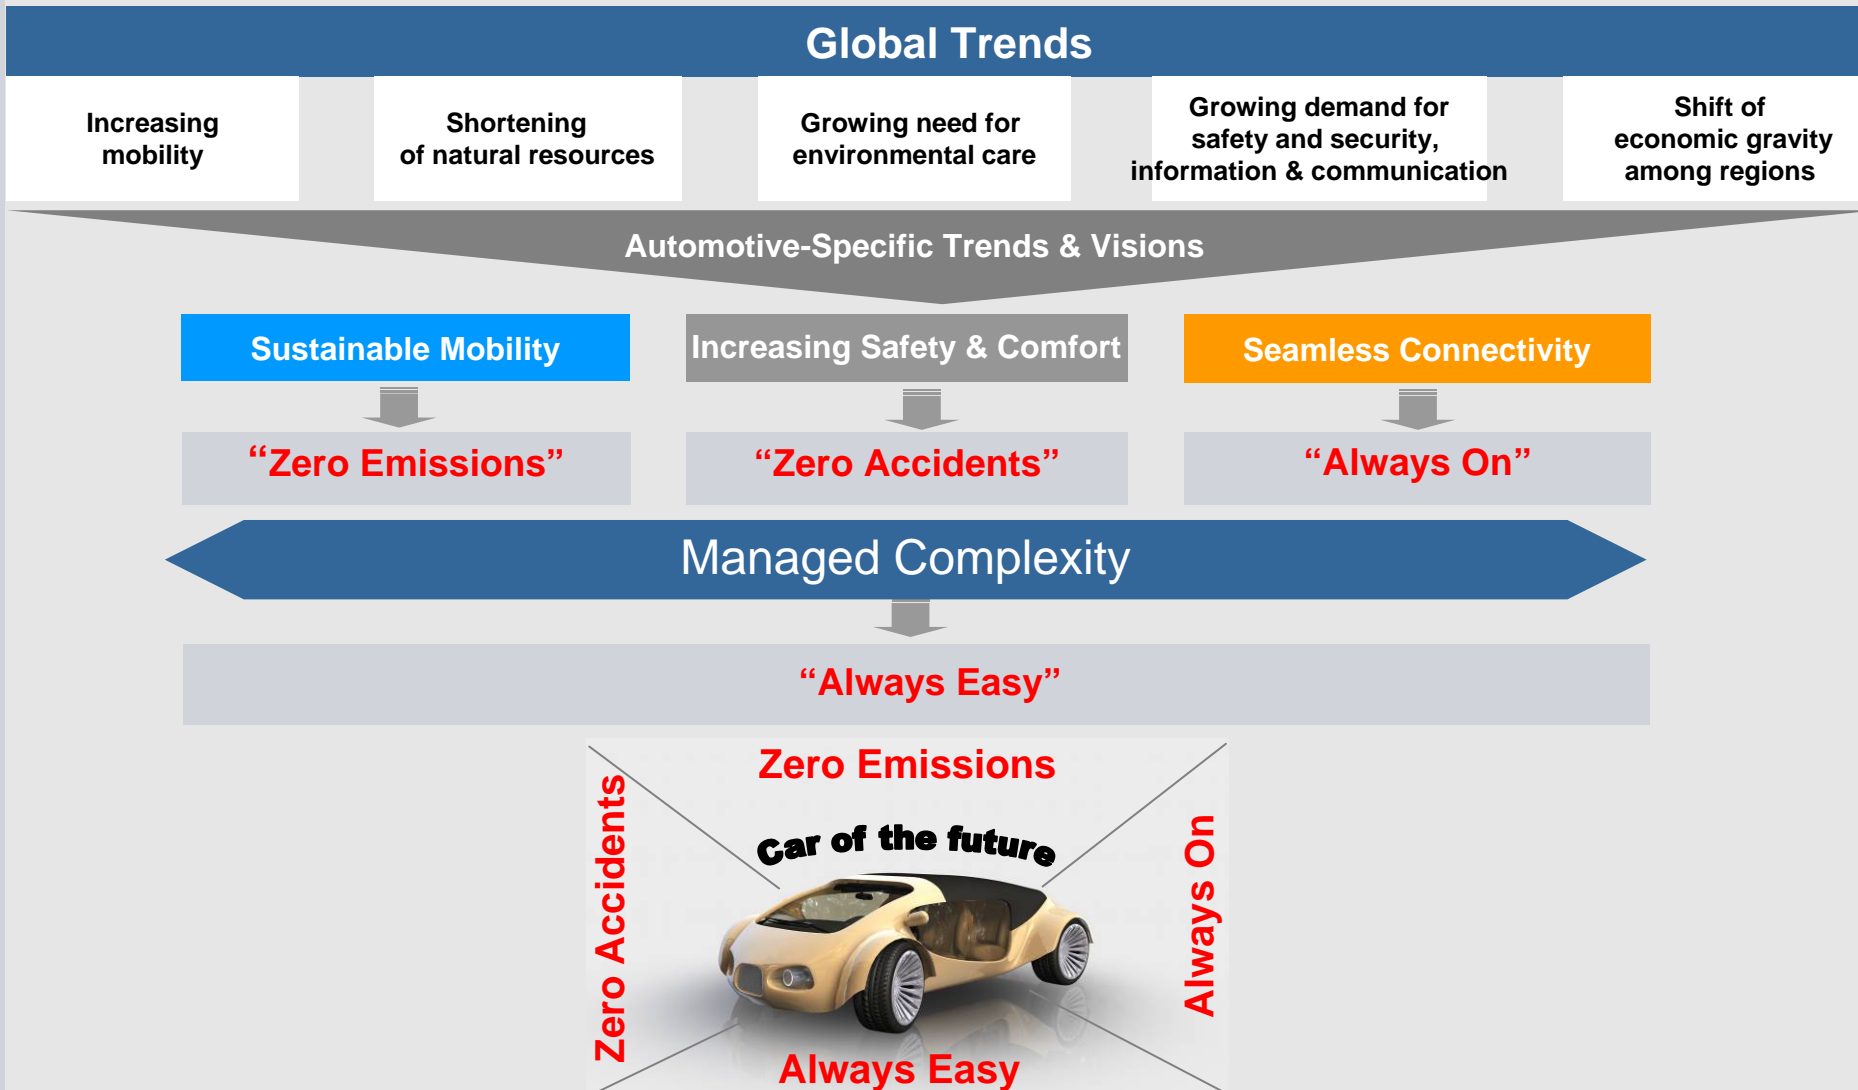 Global Trends
Increasing
mobility
Shortening
of natural resources
Growing need for
environmental care
Growing demand for
safety and security,
information & communication
Shift of
economic gravity
among regions
Automotive-Specific Trends & Visions
Sustainable Mobility
Increasing Safety & Comfort
Seamless Connectivity
“Zero Emissions”
“Zero Accidents”
“Always On”
Managed Complexity
“Always Easy”
Zero Emissions
Zero Accidents
Car of the future
Always On
Always Easy